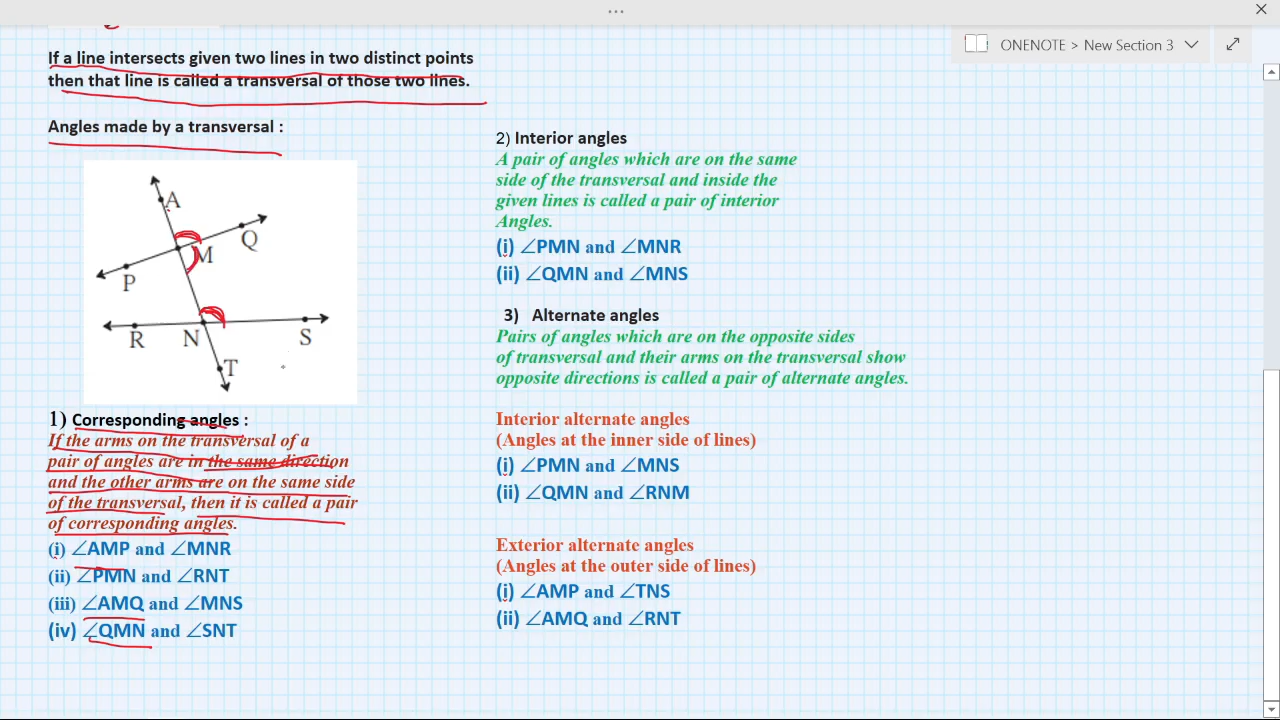 ONENOTE > New Section 3
If a line intersects given two lines in two distinct points
then that line is called a transversal of those two lines.
Angles made by a transversal :
A
Q
M
P
R
N
S
T
1) Corresponding angles :
If the arms on the transversal of a
pair of angles are in the same direction
and the other arms are on the same side
of the transversal, then it is called a pair
of corresponding angles.
(i) ∠AMP and ∠MNR
(ii) ∠PMN and ∠RNT
(iii) ∠AMQ and ∠MNS
(iv) ∠QMN and ∠SNT
2) Interior angles
A pair of angles which are on the same
side of the transversal and inside the
given lines is called a pair of interior
Angles.
(i) ∠PMN and ∠MNR
(ii) ∠QMN and ∠MNS
3) Alternate angles
Pairs of angles which are on the opposite sides
of transversal and their arms on the transversal show
opposite directions is called a pair of alternate angles.
Interior alternate angles
(Angles at the inner side of lines)
(i) ∠PMN and ∠MNS
(ii) ∠QMN and ∠RNM
Exterior alternate angles
(Angles at the outer side of lines)
(i) ∠AMP and ∠TNS
(ii) ∠AMQ and ∠RNT